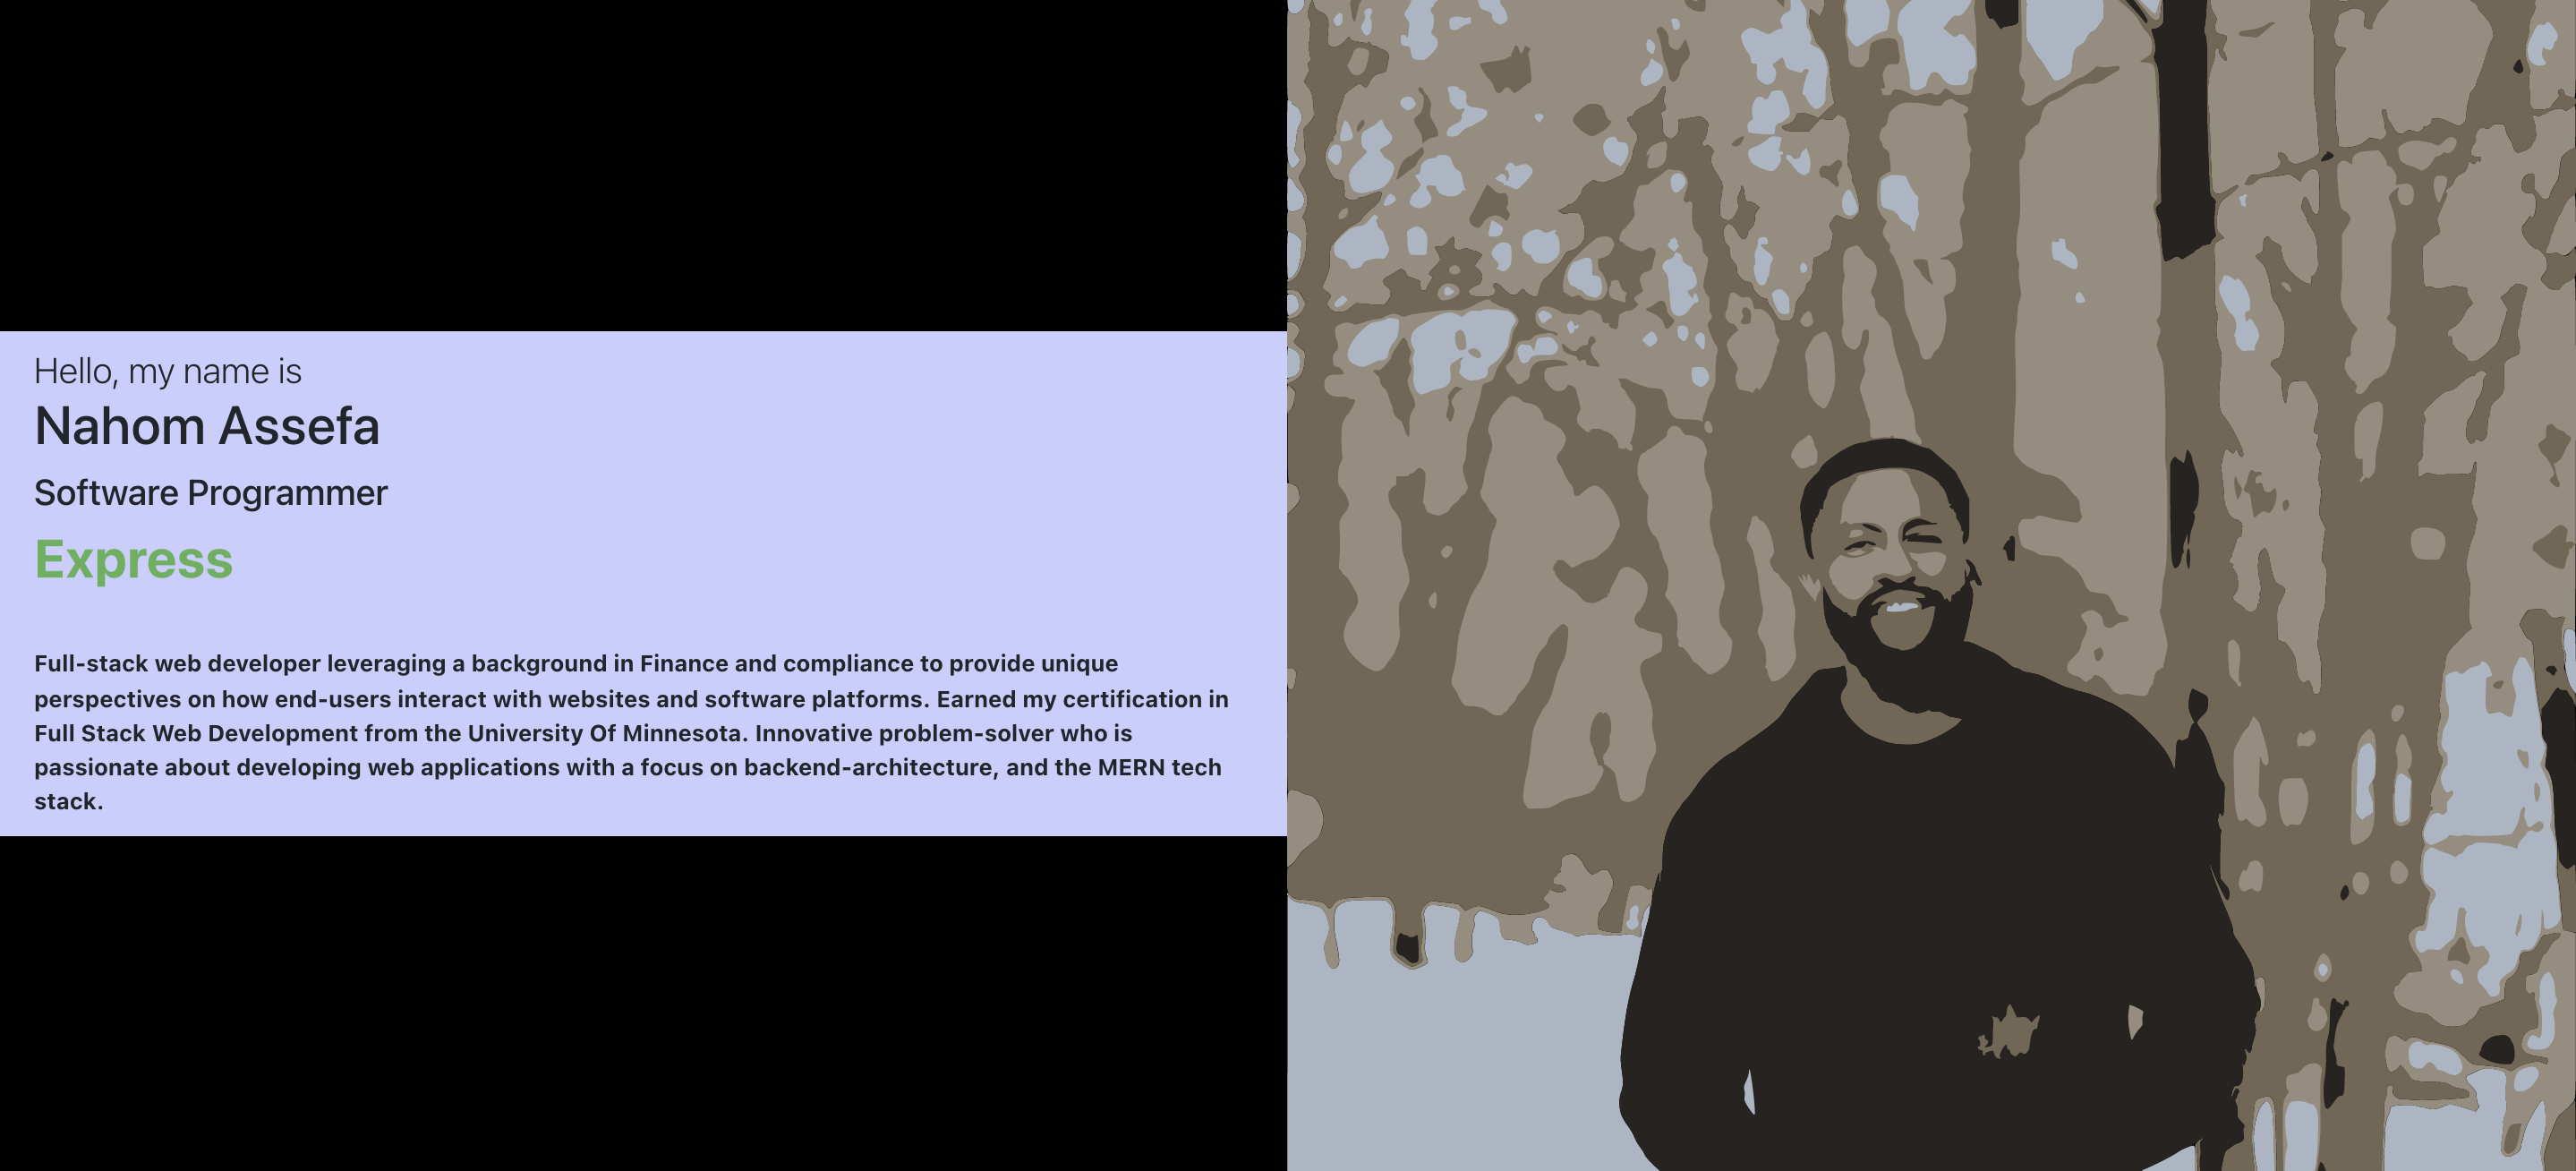 Hello, my name is
Nahom Assefa
Software Programmer
Express
Full-stack web developer leveraging a background in Finance and compliance to provide unique
perspectives on how end-users interact with websites and software platforms. Earned my certification in
Full Stack Web Development from the University Of Minnesota. Innovative problem-solver who is
passionate about developing web applications with a focus on backend-architecture, and the MERN tech
stack.